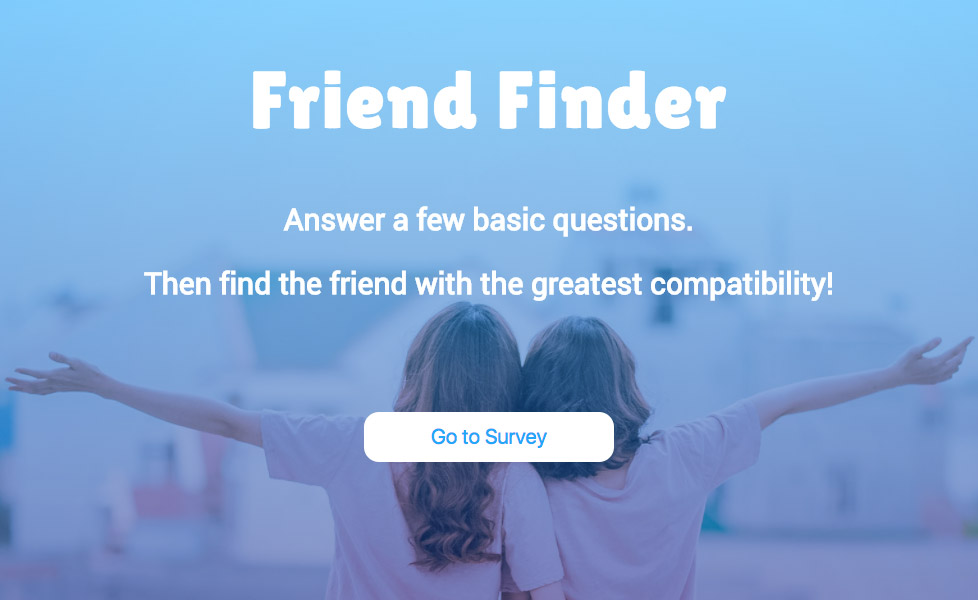 Friend Finder
Answer a few basic questions.
Then find the friend with the greatest compatibility!
Go to Survey